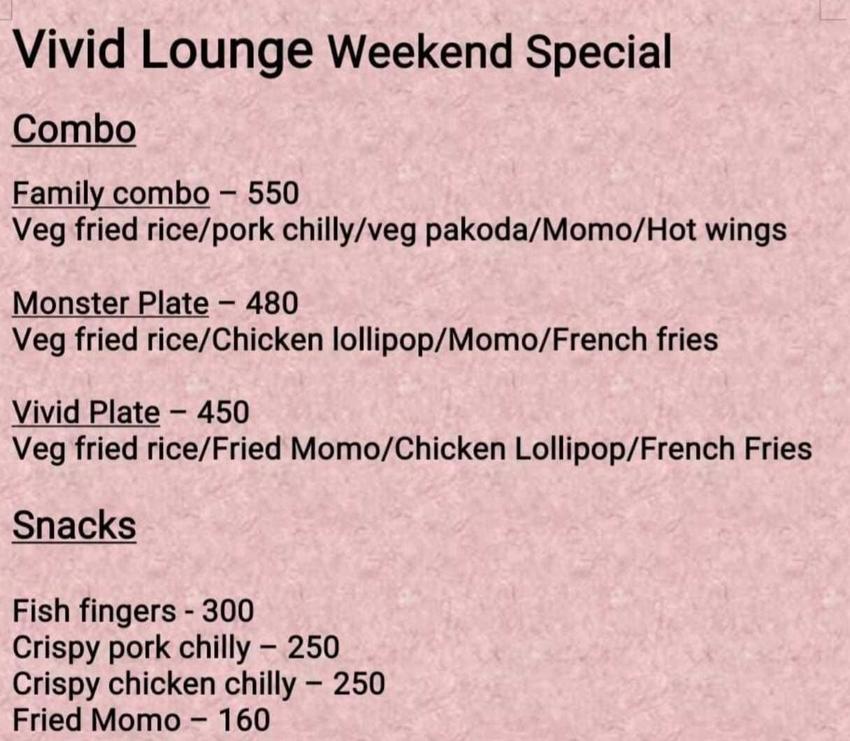 Vivid Lounge Weekend Special
Combo
Family combo – 550
Veg fried rice/pork chilly/veg pakoda/Momo/Hot wings
Monster Plate – 480
Veg fried rice/Chicken lollipop/Momo/French fries
Vivid Plate – 450
Veg fried rice/Fried Momo/Chicken Lollipop/French Fries
Snacks
Fish fingers - 300
Crispy pork chilly – 250
Crispy chicken chilly – 250
Fried Momo – 160